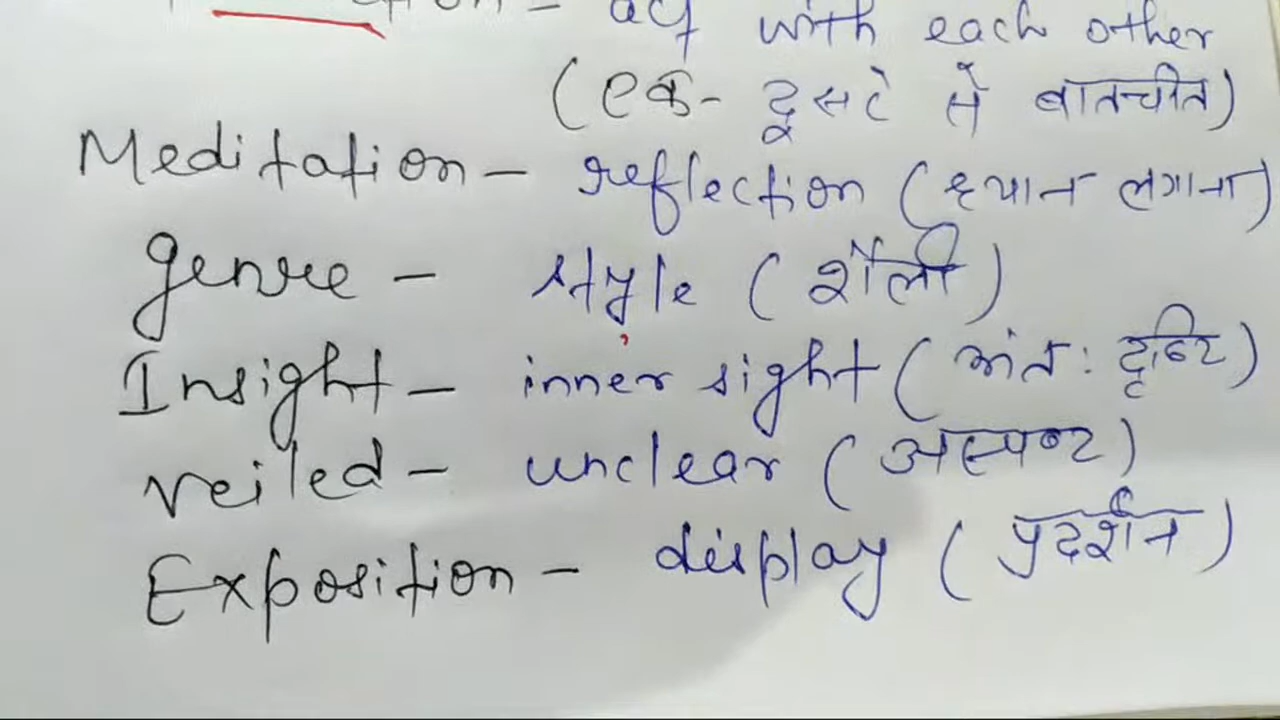 - act with each other
(एक- दूसरे से बातचीत)
Meditation - reflection (ध्यान लगाना)
Genre - style (शैली)
Insight - inner sight (अंत: दृष्टि)
veiled - unclear (अस्पष्ट)
Exposition - display (प्रदर्शन)